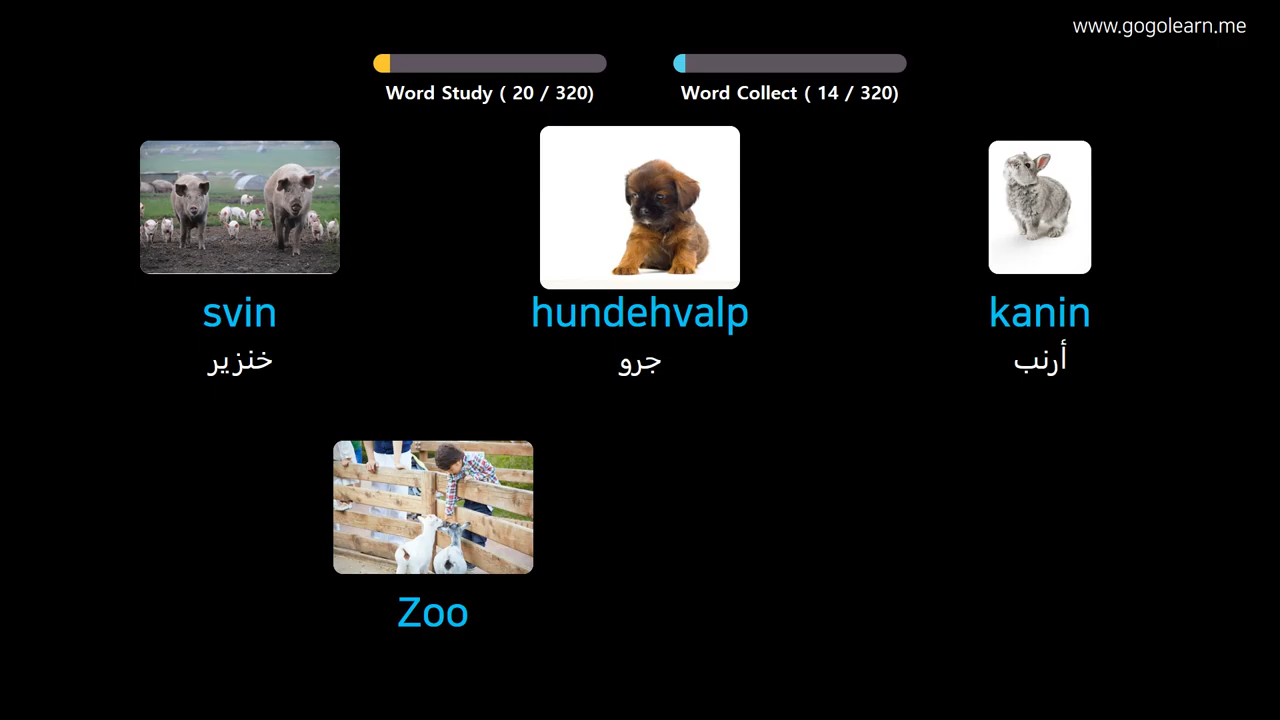 www.gogolearn.me
Word Study ( 20 / 320)
Word Collect ( 14 / 320)
svin
خنزير
hundehvalp
جرو
kanin
أرنب
Zoo